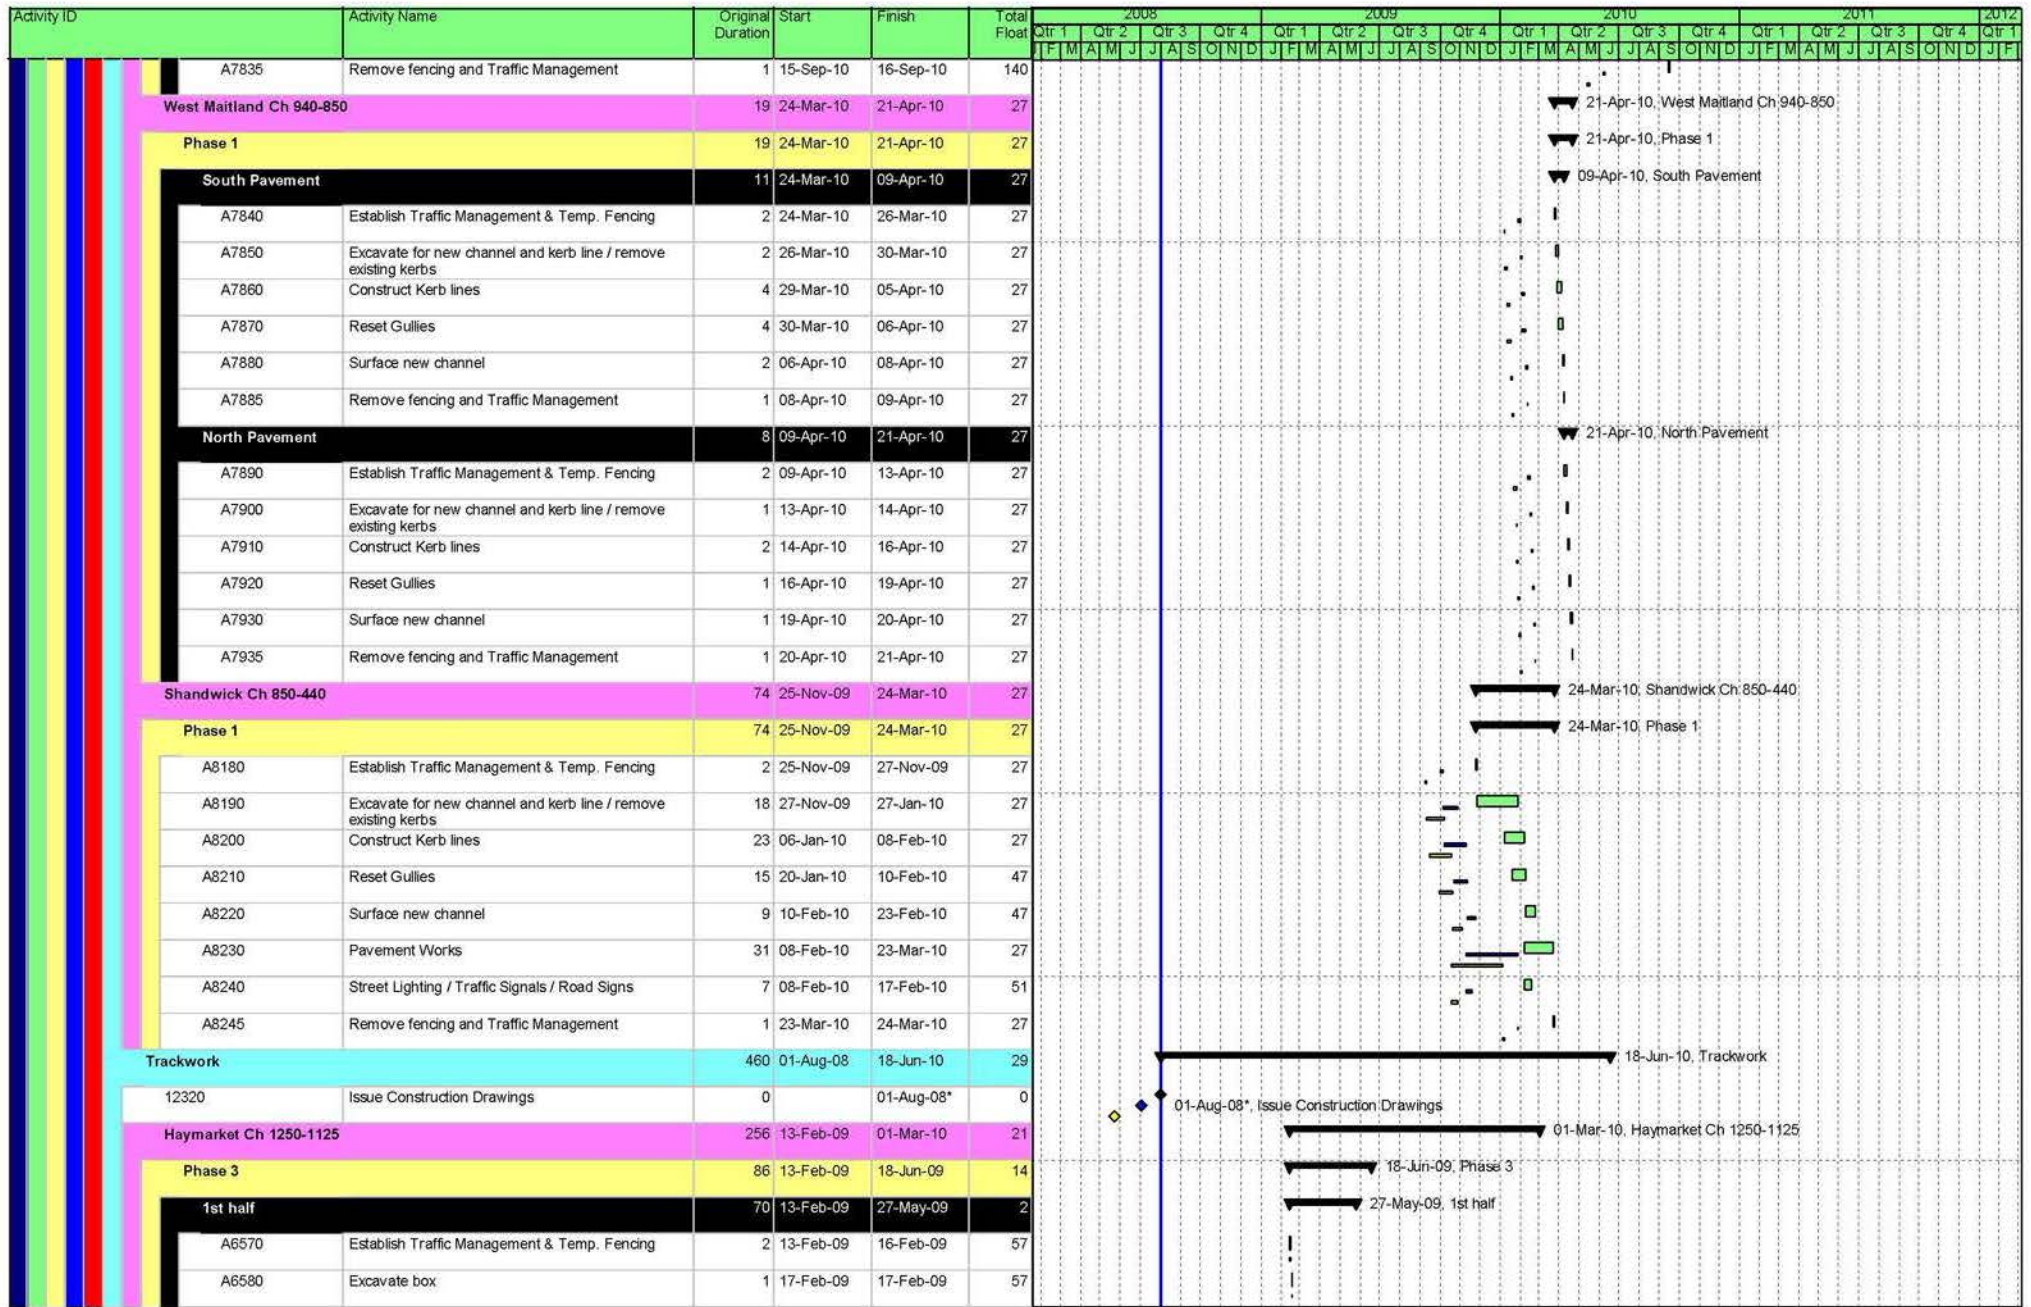 Activity ID Activity Name Original Duration Start Finish Total Float
2008 2009 2010 2011 2012
Qtr 1 Qtr 2 Qtr 3 Qtr 4 Qtr 1 Qtr 2 Qtr 3 Qtr 4 Qtr 1 Qtr 2 Qtr 3 Qtr 4 Qtr 1 Qtr 2 Qtr 3 Qtr 4 Qtr 1
J F M A M J J A S O N D J F M A M J J A S O N D J F M A M J J A S O N D J F M A M J J A S O N D J F
A7835 Remove fencing and Traffic Management 1 15-Sep-10 16-Sep-10 140
West Maitland Ch 940-850 19 24-Mar-10 21-Apr-10 27 21-Apr-10, West Maitland Ch 940-850
Phase 1 19 24-Mar-10 21-Apr-10 27 21-Apr-10, Phase 1
South Pavement 11 24-Mar-10 09-Apr-10 27 09-Apr-10, South Pavement
A7840 Establish Traffic Management & Temp. Fencing 2 24-Mar-10 26-Mar-10 27
A7850 Excavate for new channel and kerb line / remove existing kerbs 2 26-Mar-10 30-Mar-10 27
A7860 Construct Kerb lines 4 29-Mar-10 05-Apr-10 27
A7870 Reset Gullies 4 30-Mar-10 06-Apr-10 27
A7880 Surface new channel 2 06-Apr-10 08-Apr-10 27
A7885 Remove fencing and Traffic Management 1 08-Apr-10 09-Apr-10 27
North Pavement 8 09-Apr-10 21-Apr-10 27 21-Apr-10, North Pavement
A7890 Establish Traffic Management & Temp. Fencing 2 09-Apr-10 13-Apr-10 27
A7900 Excavate for new channel and kerb line / remove existing kerbs 1 13-Apr-10 14-Apr-10 27
A7910 Construct Kerb lines 2 14-Apr-10 16-Apr-10 27
A7920 Reset Gullies 1 16-Apr-10 19-Apr-10 27
A7930 Surface new channel 1 19-Apr-10 20-Apr-10 27
A7935 Remove fencing and Traffic Management 1 20-Apr-10 21-Apr-10 27
Shandwick Ch 850-440 74 25-Nov-09 24-Mar-10 27 24-Mar-10, Shandwick Ch 850-440
Phase 1 74 25-Nov-09 24-Mar-10 27 24-Mar-10, Phase 1
A8180 Establish Traffic Management & Temp. Fencing 2 25-Nov-09 27-Nov-09 27
A8190 Excavate for new channel and kerb line / remove existing kerbs 18 27-Nov-09 27-Jan-10 27
A8200 Construct Kerb lines 23 06-Jan-10 08-Feb-10 27
A8210 Reset Gullies 15 20-Jan-10 10-Feb-10 47
A8220 Surface new channel 9 10-Feb-10 23-Feb-10 47
A8230 Pavement Works 31 08-Feb-10 23-Mar-10 27
A8240 Street Lighting / Traffic Signals / Road Signs 7 08-Feb-10 17-Feb-10 51
A8245 Remove fencing and Traffic Management 1 23-Mar-10 24-Mar-10 27
Trackwork 460 01-Aug-08 18-Jun-10 29 18-Jun-10, Trackwork
12320 Issue Construction Drawings 0 01-Aug-08* 0 01-Aug-08*, Issue Construction Drawings
Haymarket Ch 1250-1125 256 13-Feb-09 01-Mar-10 21 01-Mar-10, Haymarket Ch 1250-1125
Phase 3 86 13-Feb-09 18-Jun-09 14 18-Jun-09, Phase 3
1st half 70 13-Feb-09 27-May-09 2 27-May-09, 1st half
A6570 Establish Traffic Management & Temp. Fencing 2 13-Feb-09 16-Feb-09 57
A6580 Excavate box 1 17-Feb-09 17-Feb-09 57